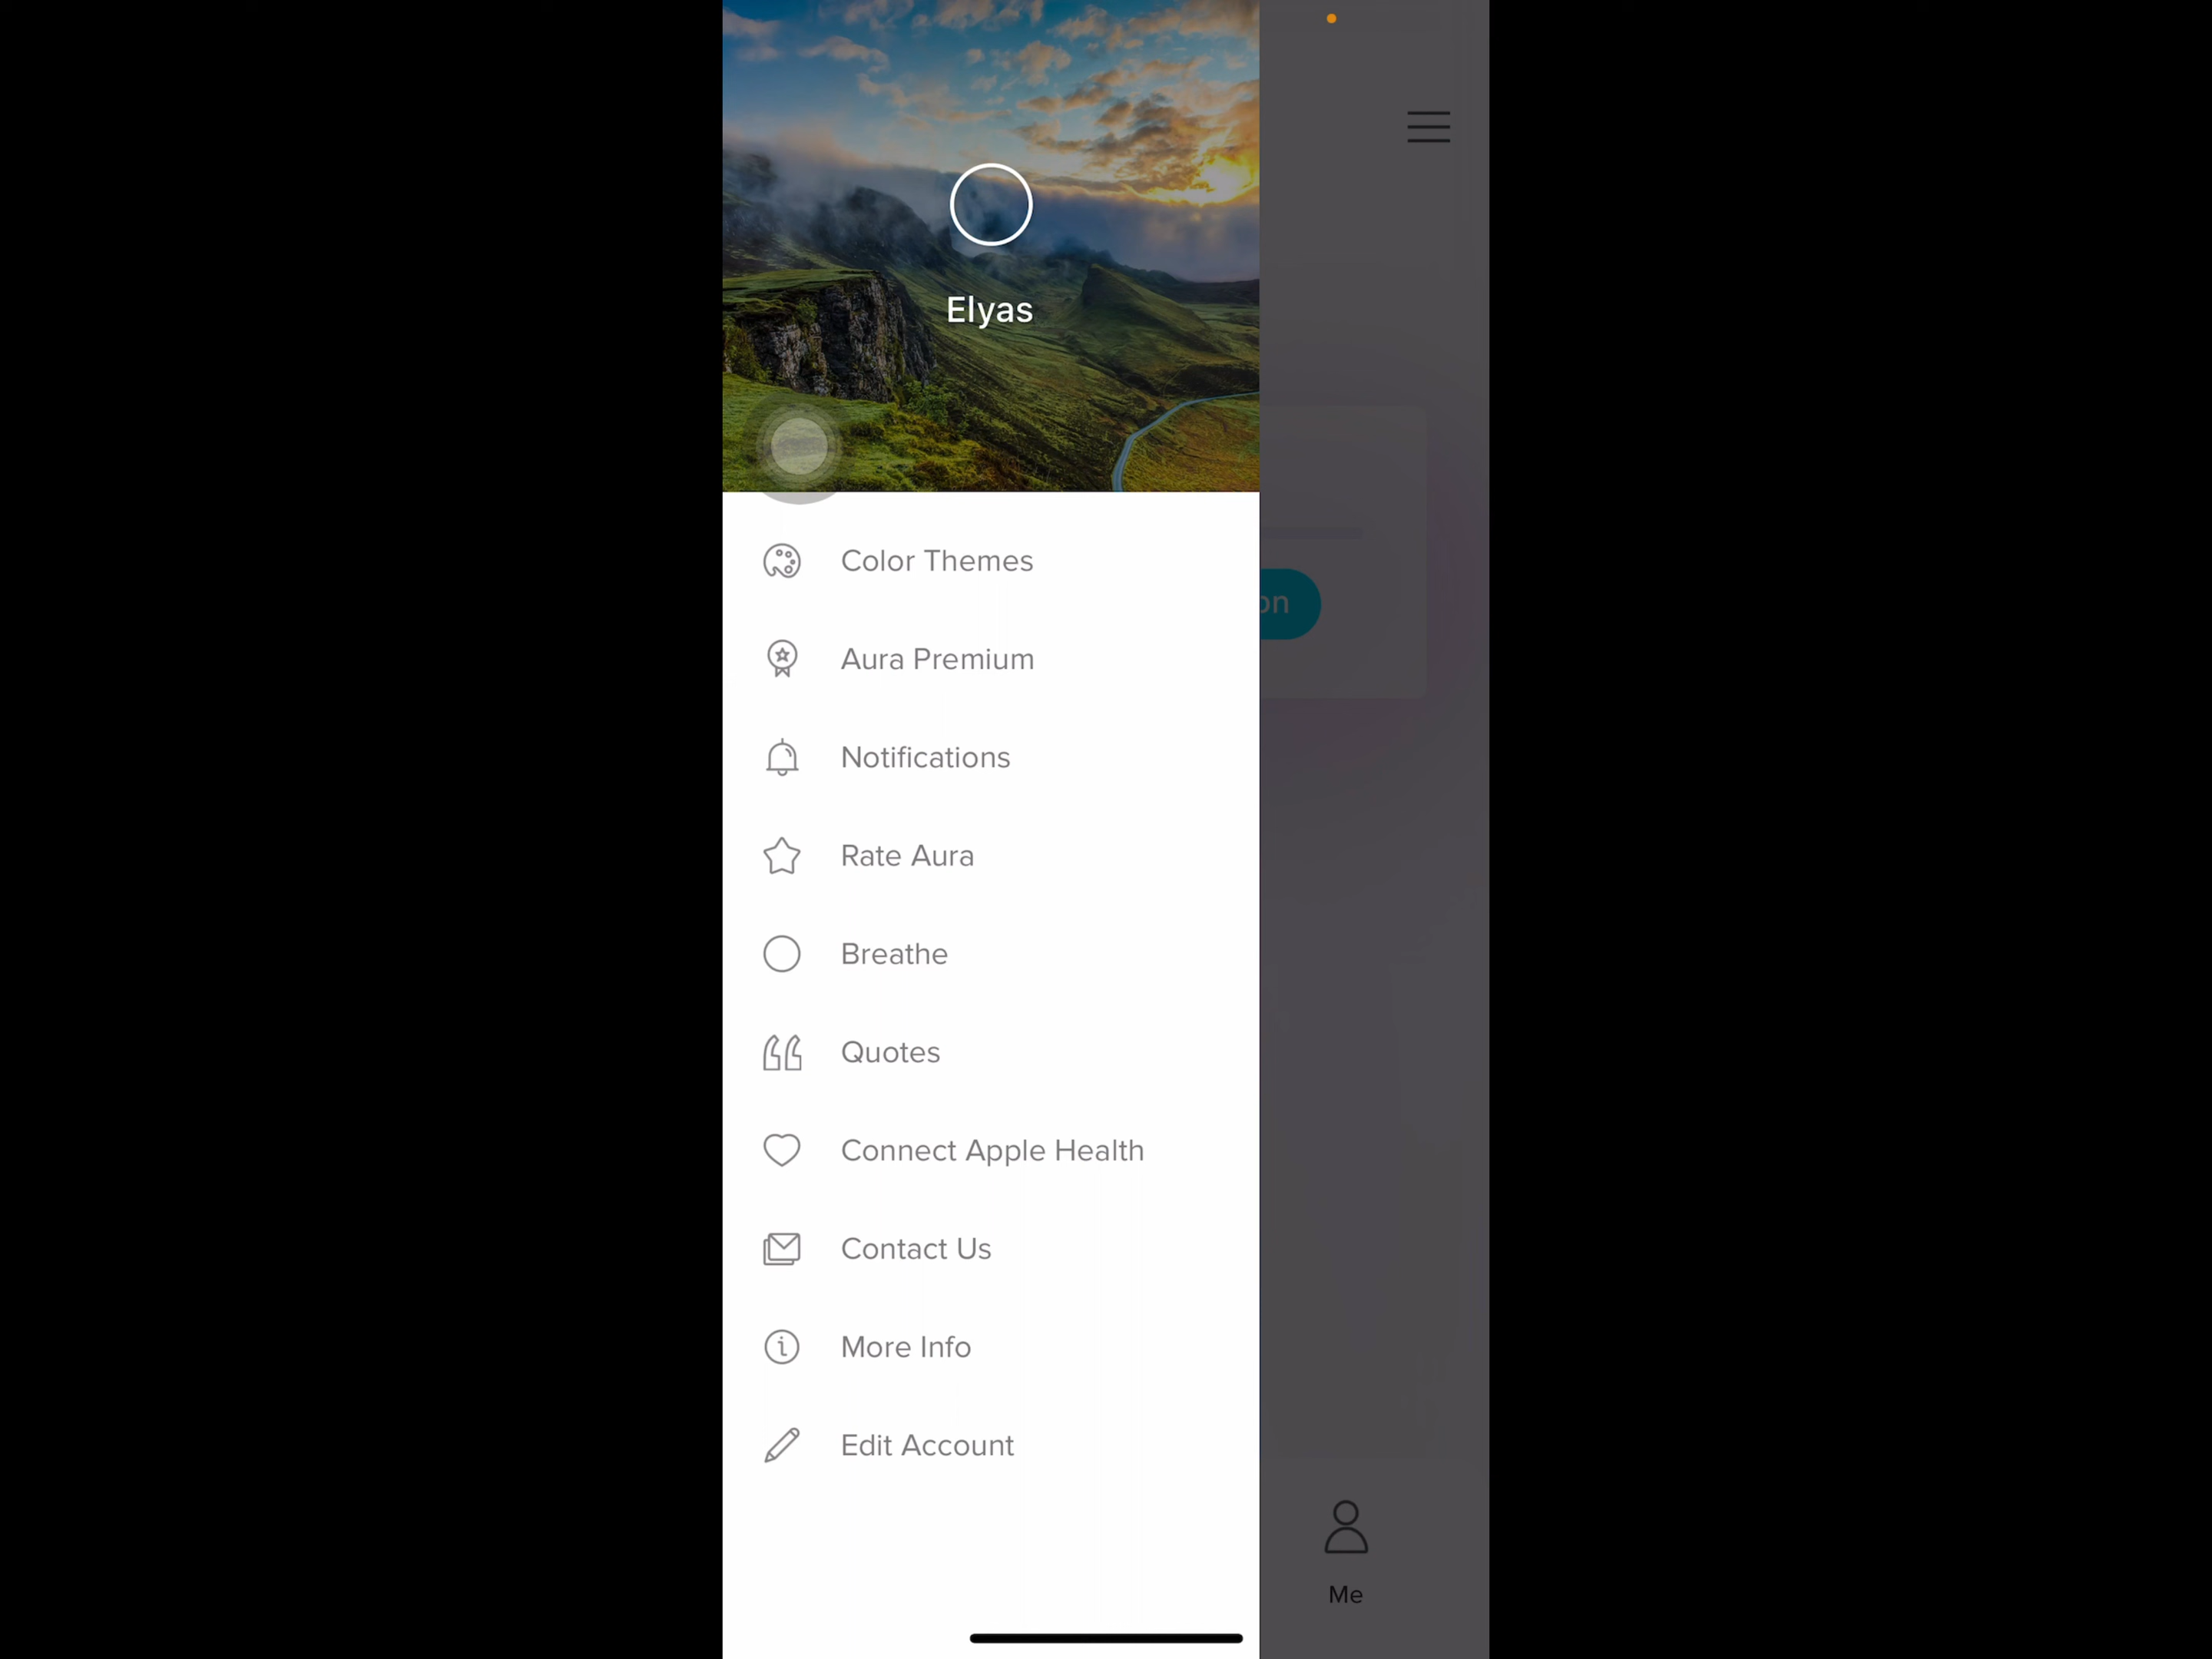 Elyas
Color Themes
Aura Premium
Notifications
Rate Aura
Breathe
Quotes
Connect Apple Health
Contact Us
More Info
Edit Account
on
Me